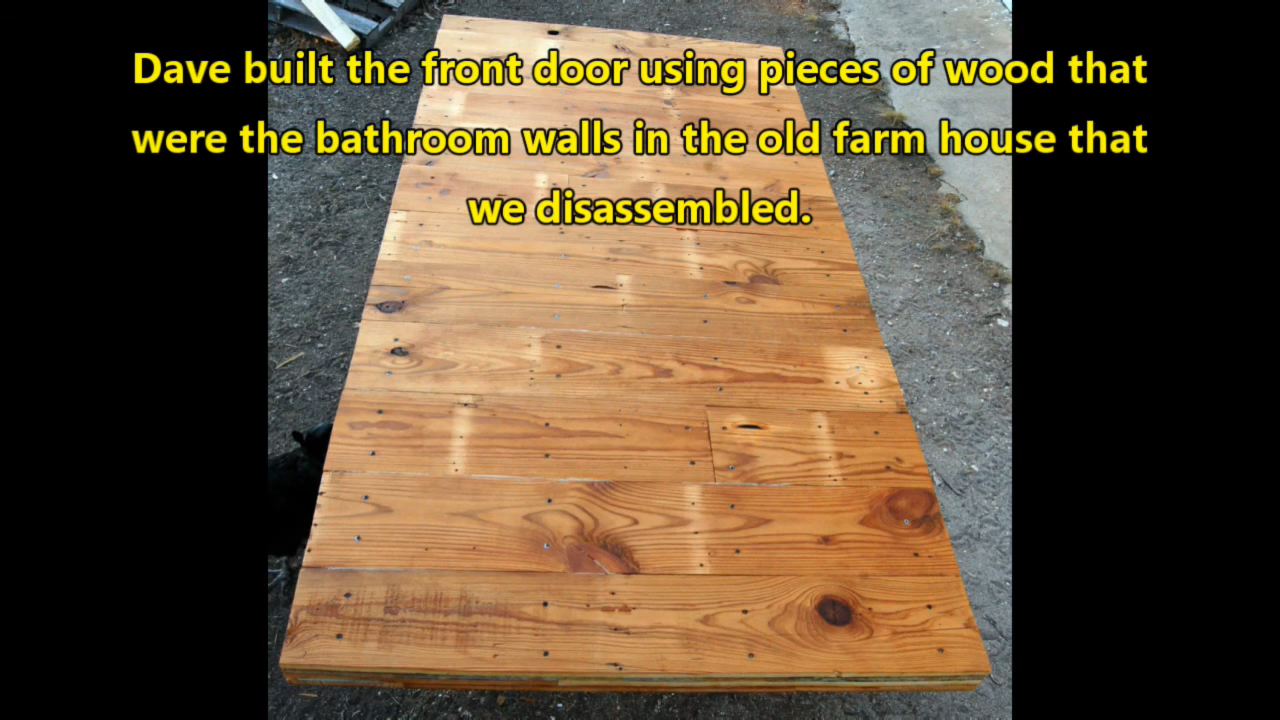 Dave built the front door using pieces of wood that
were the bathroom walls in the old farm house that
we disassembled.